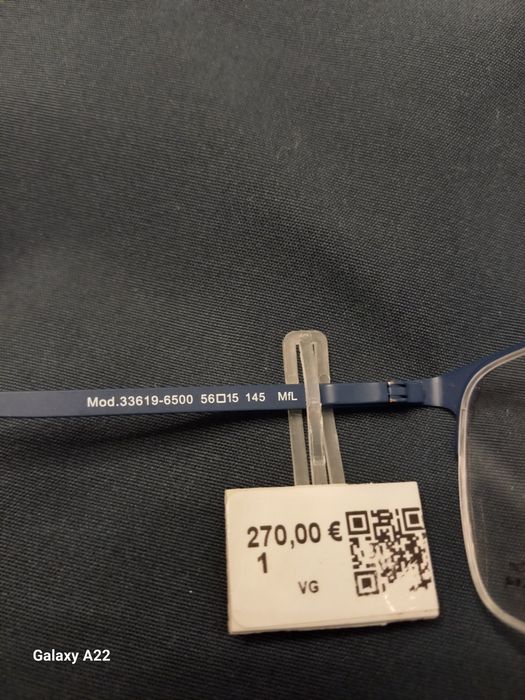 Mod.33619-6500 56□15 145 MfL
270,00 €
1
VG
Galaxy A22